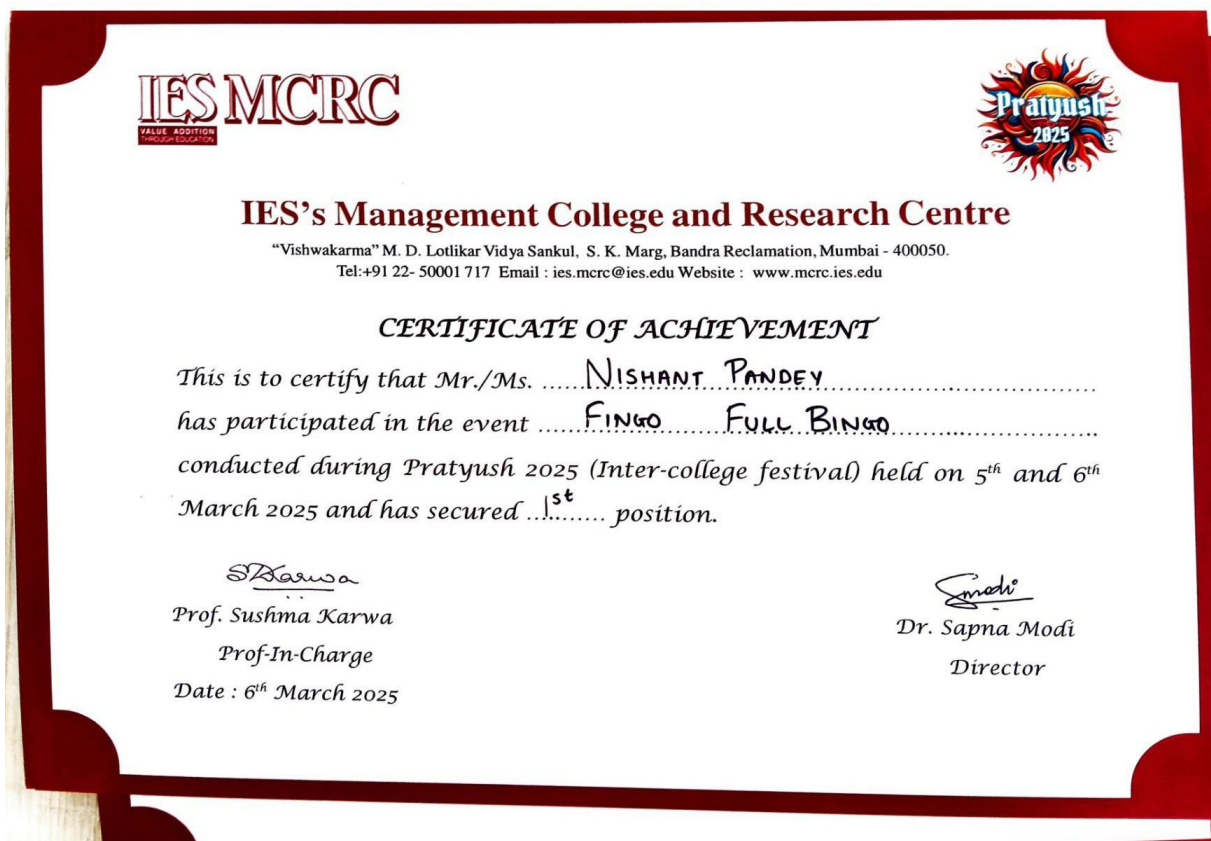 IES MCRC
VALUE ADDITION
THROUGH EDUCATION
Pratyush
2025
IES's Management College and Research Centre
"Vishwakarma" M. D. Lotlikar Vidya Sankul, S. K. Marg, Bandra Reclamation, Mumbai - 400050.
Tel:+91 22- 50001 717 Email : ies.mcrc@ies.edu Website : www.mcrc.ies.edu
CERTIFICATE OF ACHIEVEMENT
This is to certify that Mr./Ms. ..... NISHANT PANDEY ..........
has participated in the event ..... FINGO FULL BINGO ..........
conducted during Pratyush 2025 (Inter-college festival) held on 5th and 6th
March 2025 and has secured ...1st....... position.
SDKarwa
Prof. Sushma Karwa
Prof-In-Charge
Date : 6th March 2025
Smodi
Dr. Sapna Modi
Director